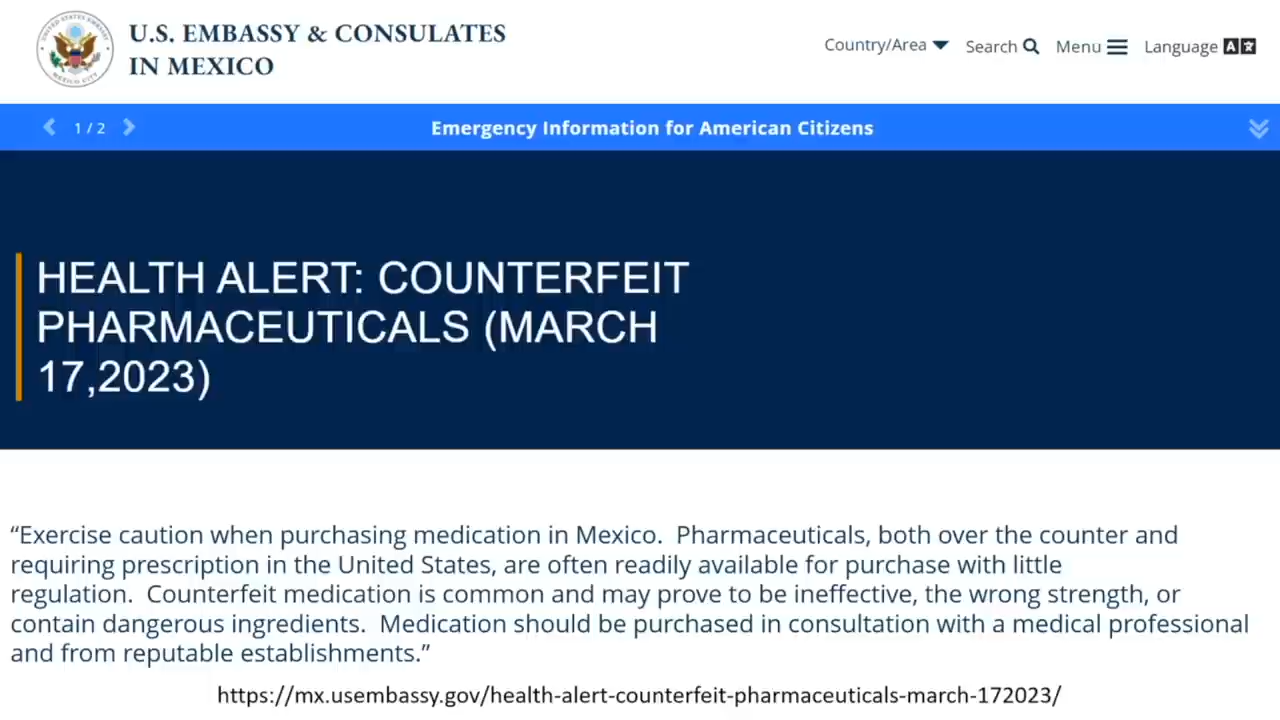 U.S. EMBASSY & CONSULATES
IN MEXICO
Country/Area
Search
Menu
Language
1 / 2
Emergency Information for American Citizens
HEALTH ALERT: COUNTERFEIT
PHARMACEUTICALS (MARCH
17,2023)
“Exercise caution when purchasing medication in Mexico.  Pharmaceuticals, both over the counter and
requiring prescription in the United States, are often readily available for purchase with little
regulation.  Counterfeit medication is common and may prove to be ineffective, the wrong strength, or
contain dangerous ingredients.  Medication should be purchased in consultation with a medical professional
and from reputable establishments.”
https://mx.usembassy.gov/health-alert-counterfeit-pharmaceuticals-march-172023/